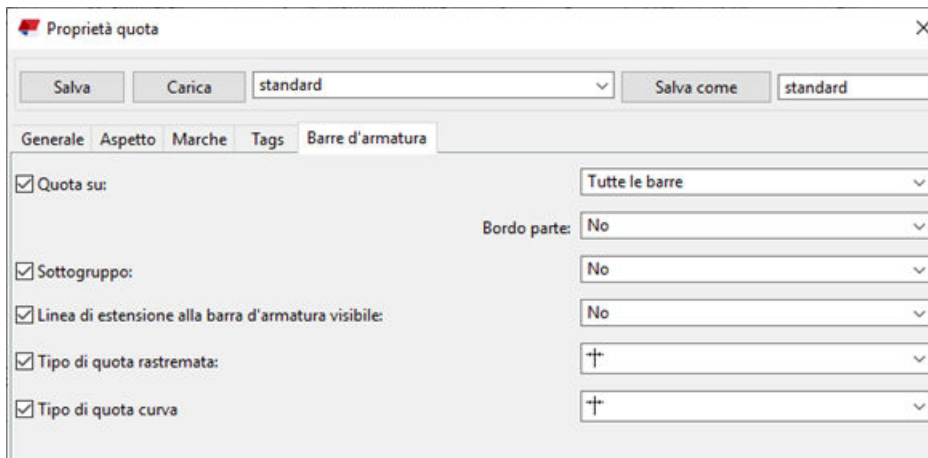 Proprietà quota
Salva Carica standard Salva come standard
Generale Aspetto Marche Tags Barre d'armatura
Quota su: Tutte le barre
Bordo parte: No
Sottogruppo: No
Linea di estensione alla barra d'armatura visibile: No
Tipo di quota rastremata:
Tipo di quota curva